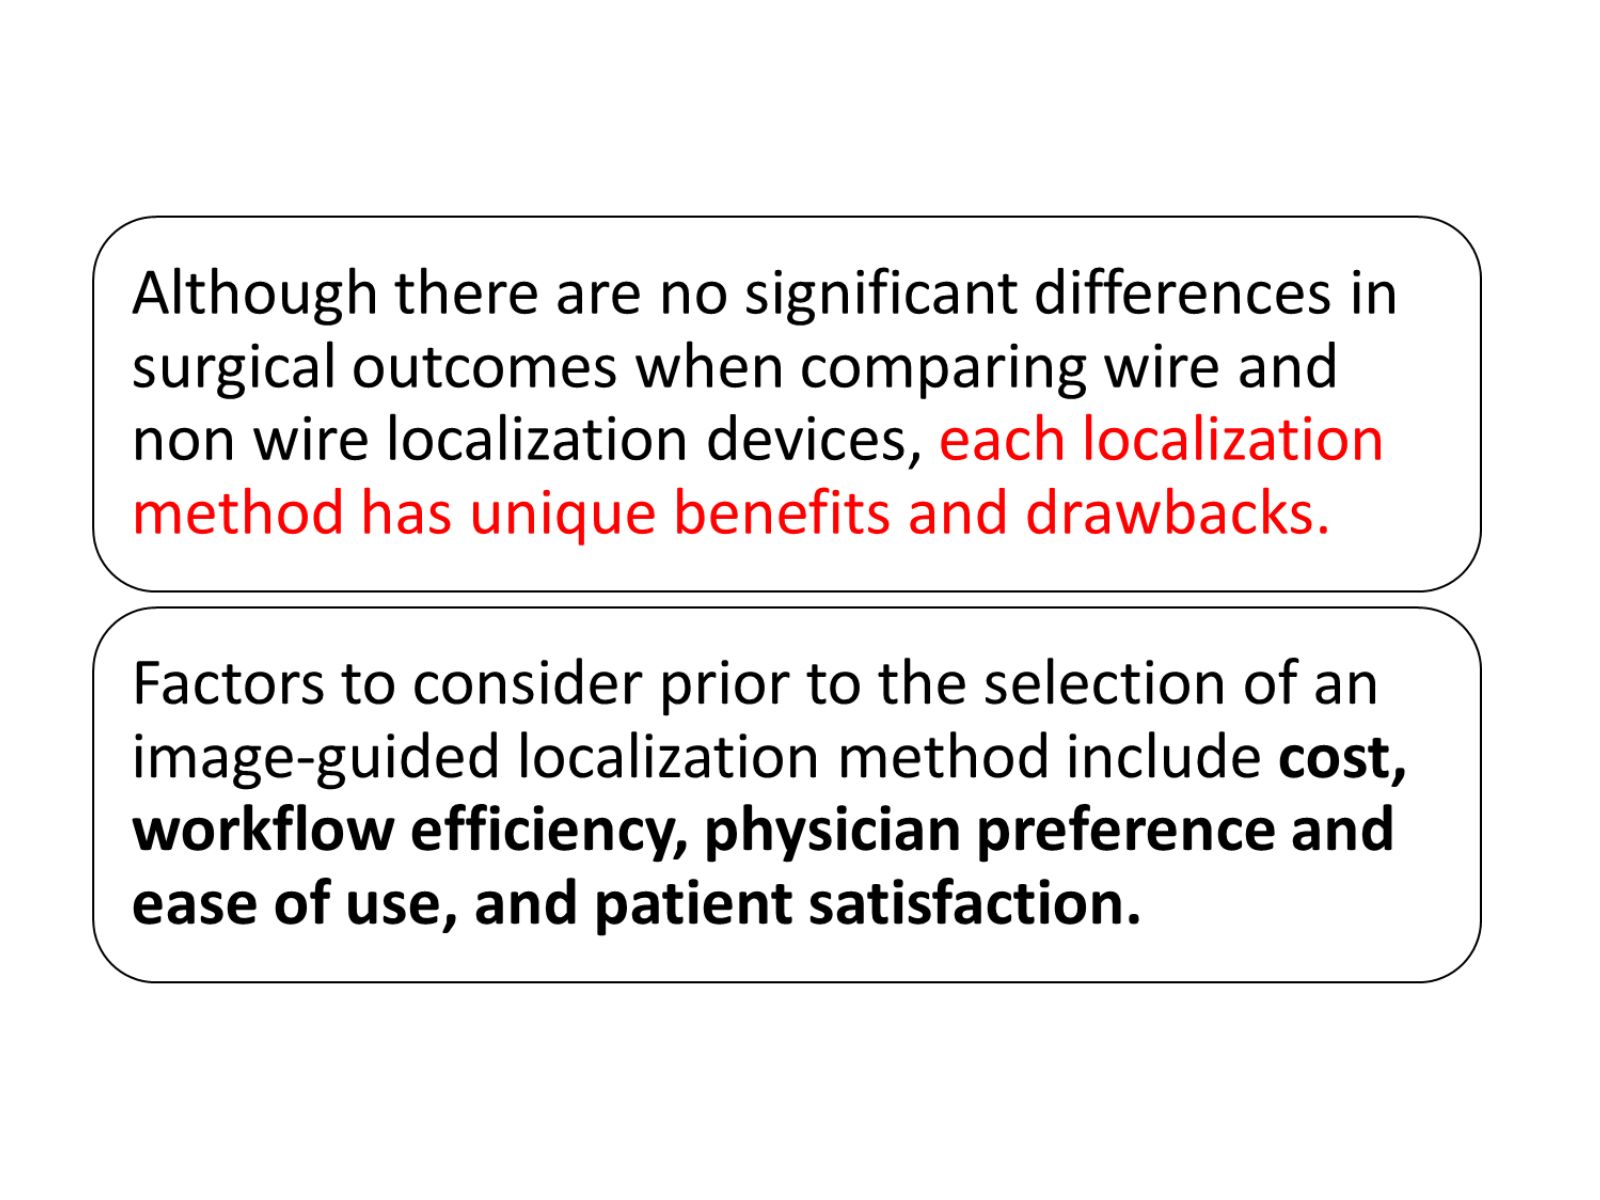 Although there are no significant differences in
surgical outcomes when comparing wire and
non wire localization devices, each localization
method has unique benefits and drawbacks.
Factors to consider prior to the selection of an
image-guided localization method include cost,
workflow efficiency, physician preference and
ease of use, and patient satisfaction.